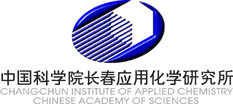 中国科学院长春应用化学研究所
CHANGCHUN INSTITUTE OF APPLIED CHEMISTRY
CHINESE ACADEMY OF SCIENCES